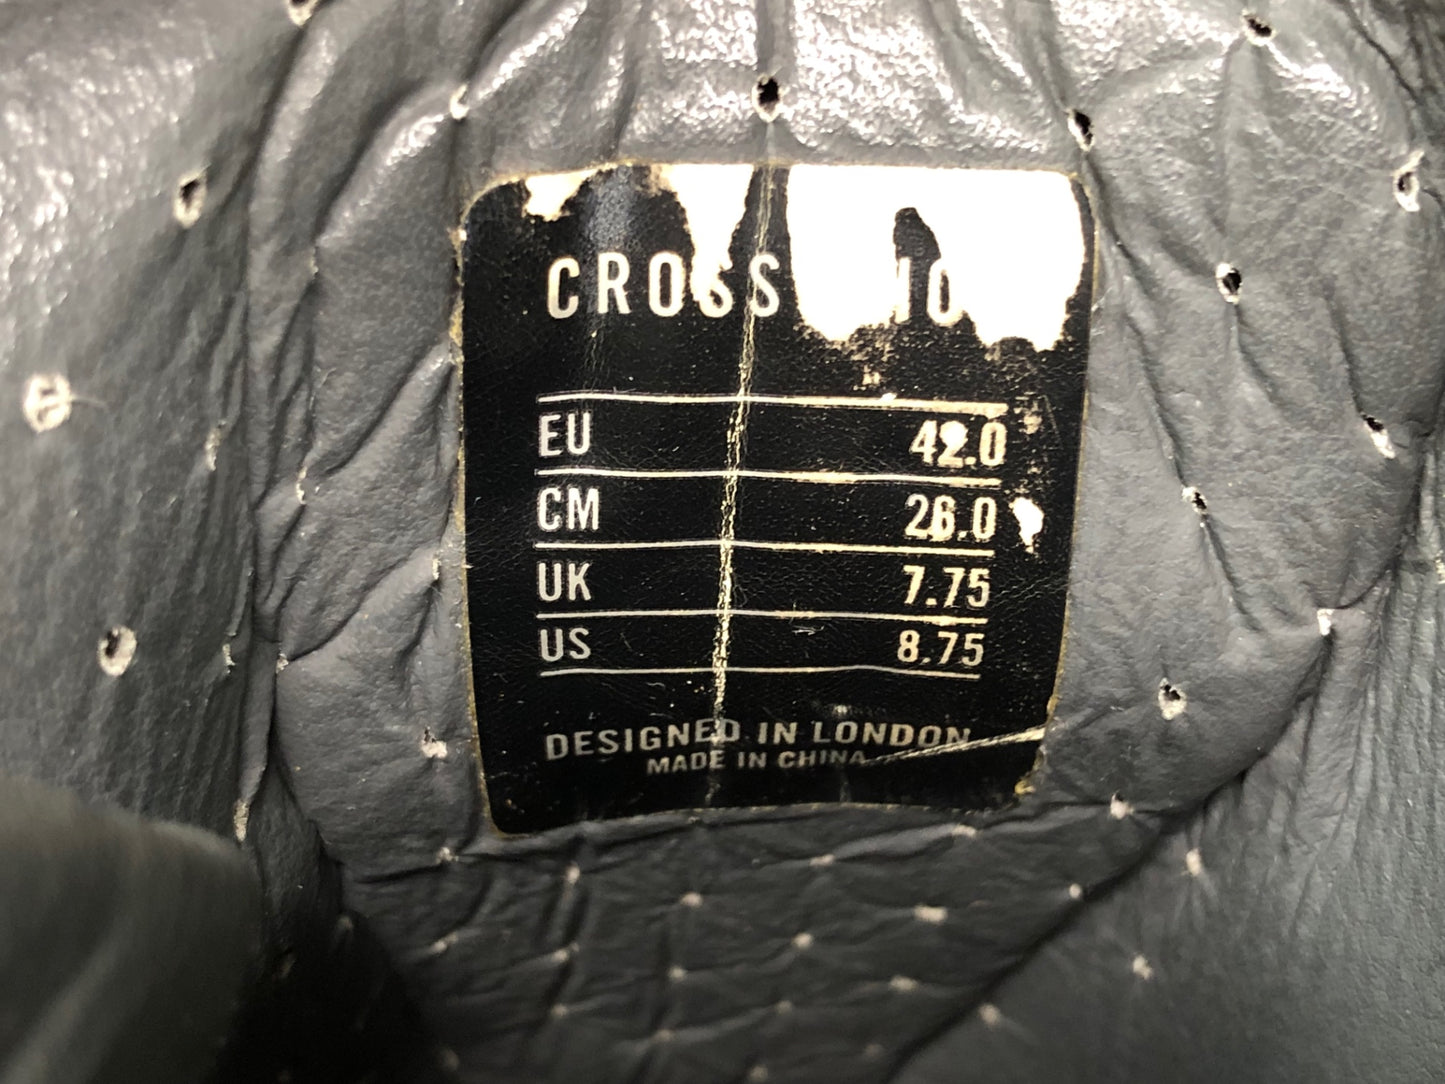 CROSS
EU 42.0
CM 26.0
UK 7.75
US 8.75
DESIGNED IN LONDON
MADE IN CHINA